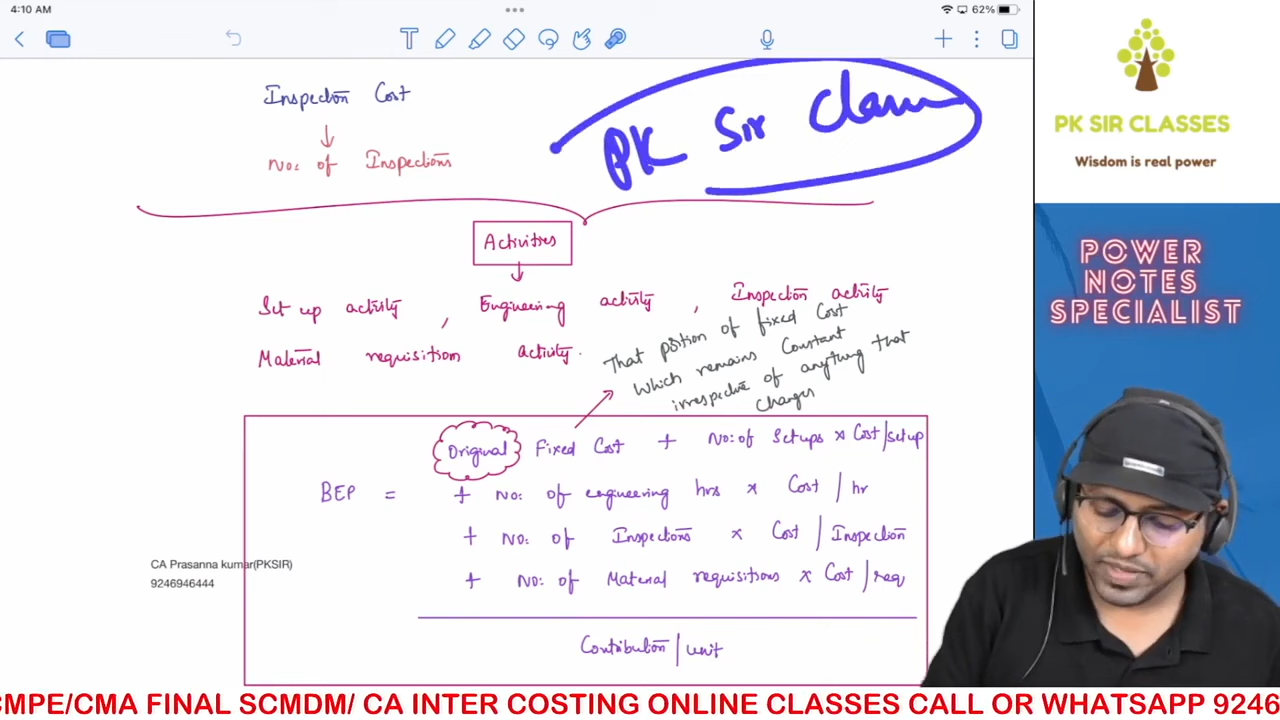 4:10 AM
62%
Inspection Cost
No: of Inspections
PK Sir Classes
PK SIR CLASSES
Wisdom is real power
POWER
NOTES
SPECIALIST
Activities
Set up activity , Engineering activity , Inspection activity
Material requisition activity.
That portion of fixed Cost
Which remains Constant
irrespective of anything that
changes
Original Fixed Cost + No: of Setups x Cost/setup
BEP = + No: of engineering hrs x Cost / hr
+ No: of Inspections x Cost / Inspection
+ No: of Material requisitions x Cost / req
Contribution / unit
CA Prasanna kumar(PKSIR)
9246946444
CMPE/CMA FINAL SCMDM/ CA INTER COSTING ONLINE CLASSES CALL OR WHATSAPP 9246